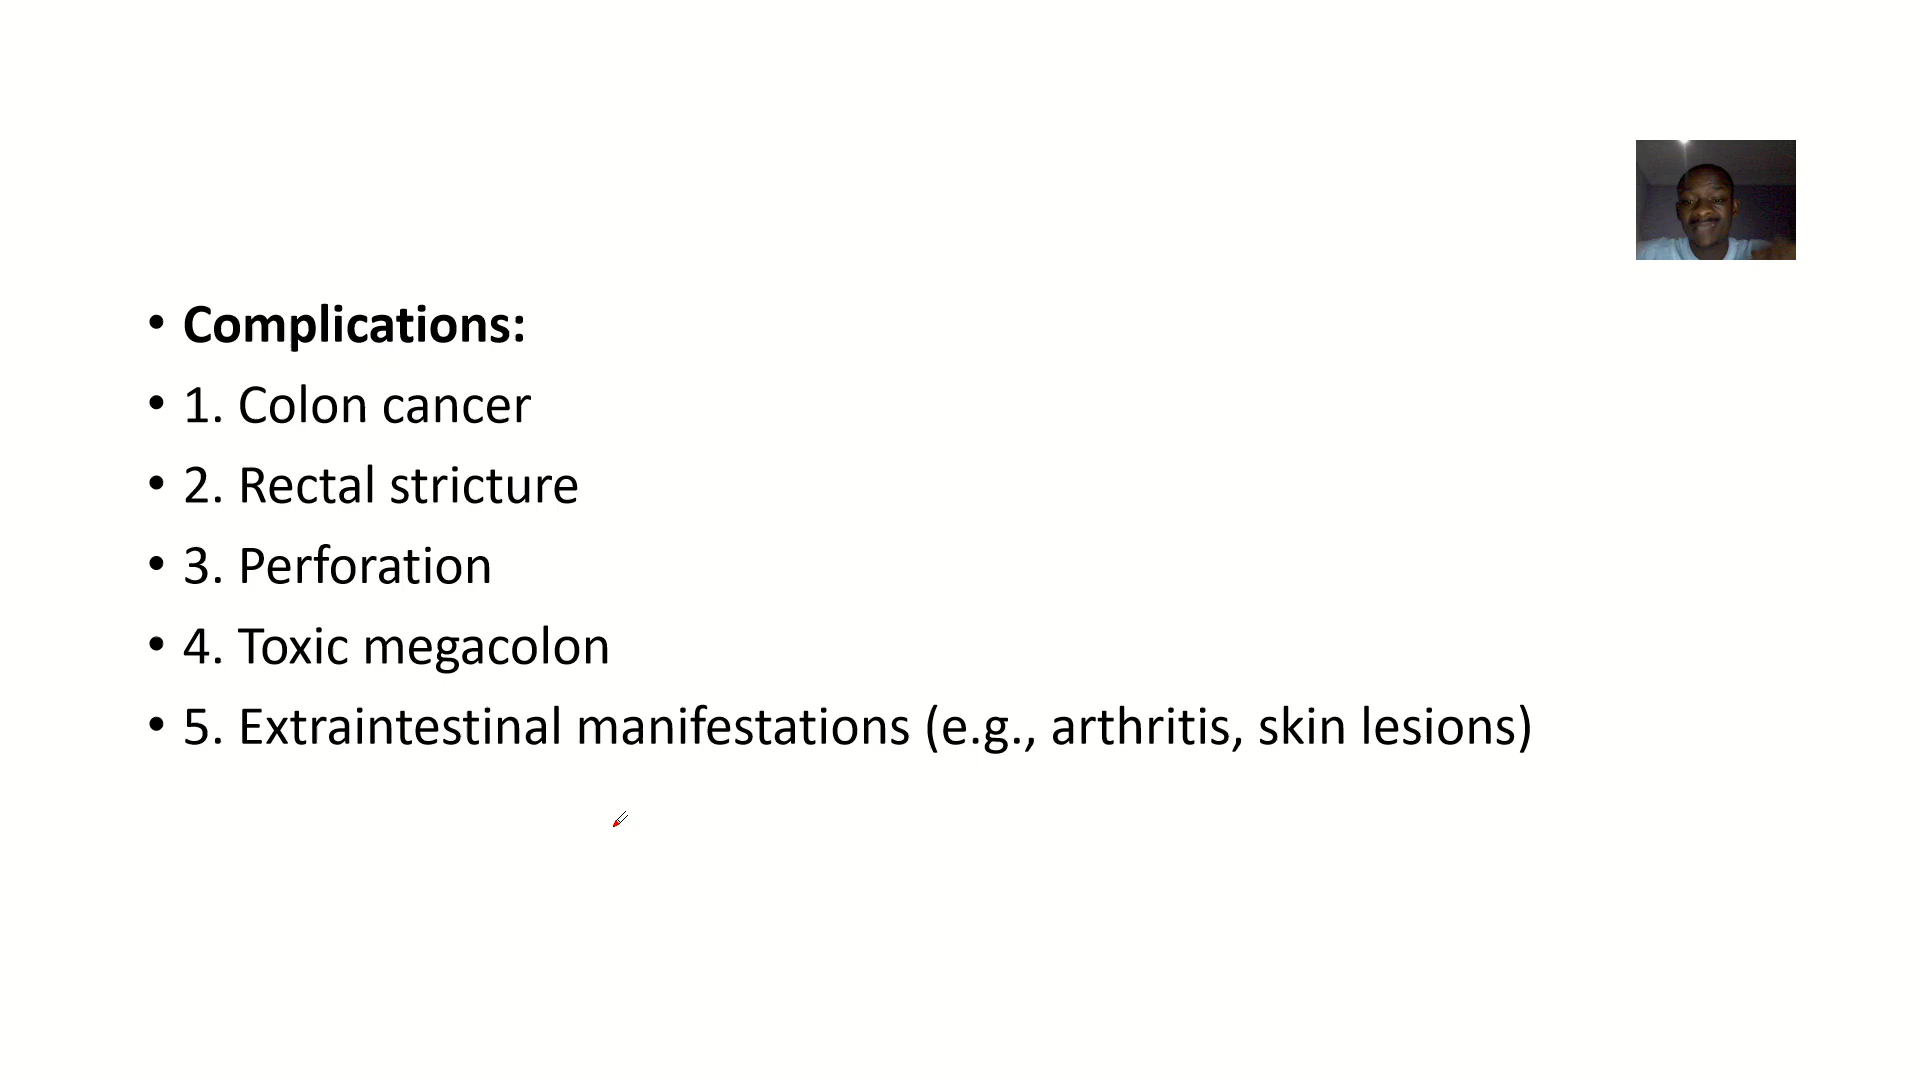 • Complications:
• 1. Colon cancer
• 2. Rectal stricture
• 3. Perforation
• 4. Toxic megacolon
• 5. Extraintestinal manifestations (e.g., arthritis, skin lesions)